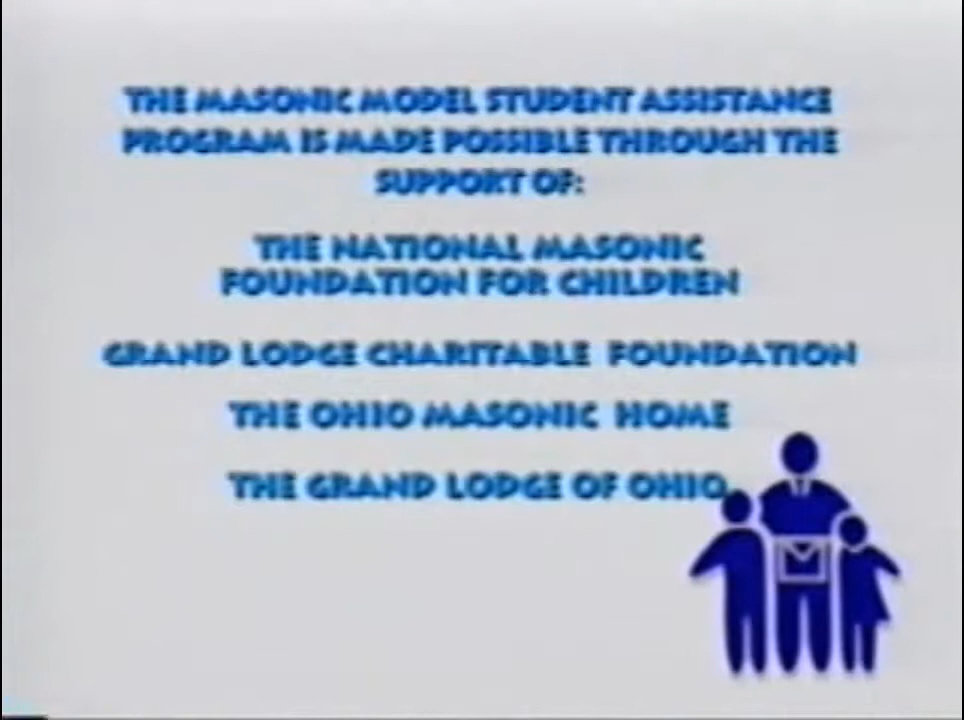 THE MASONIC MODEL STUDENT ASSISTANCE
PROGRAM IS MADE POSSIBLE THROUGH THE
SUPPORT OF:
THE NATIONAL MASONIC
FOUNDATION FOR CHILDREN
GRAND LODGE CHARITABLE FOUNDATION
THE OHIO MASONIC HOME
THE GRAND LODGE OF OHIO